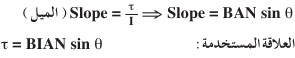 (الميل) Slope = τ/I ⟹ Slope = BAN sin θ
العلاقة المستخدمة: τ = BIAN sin θ